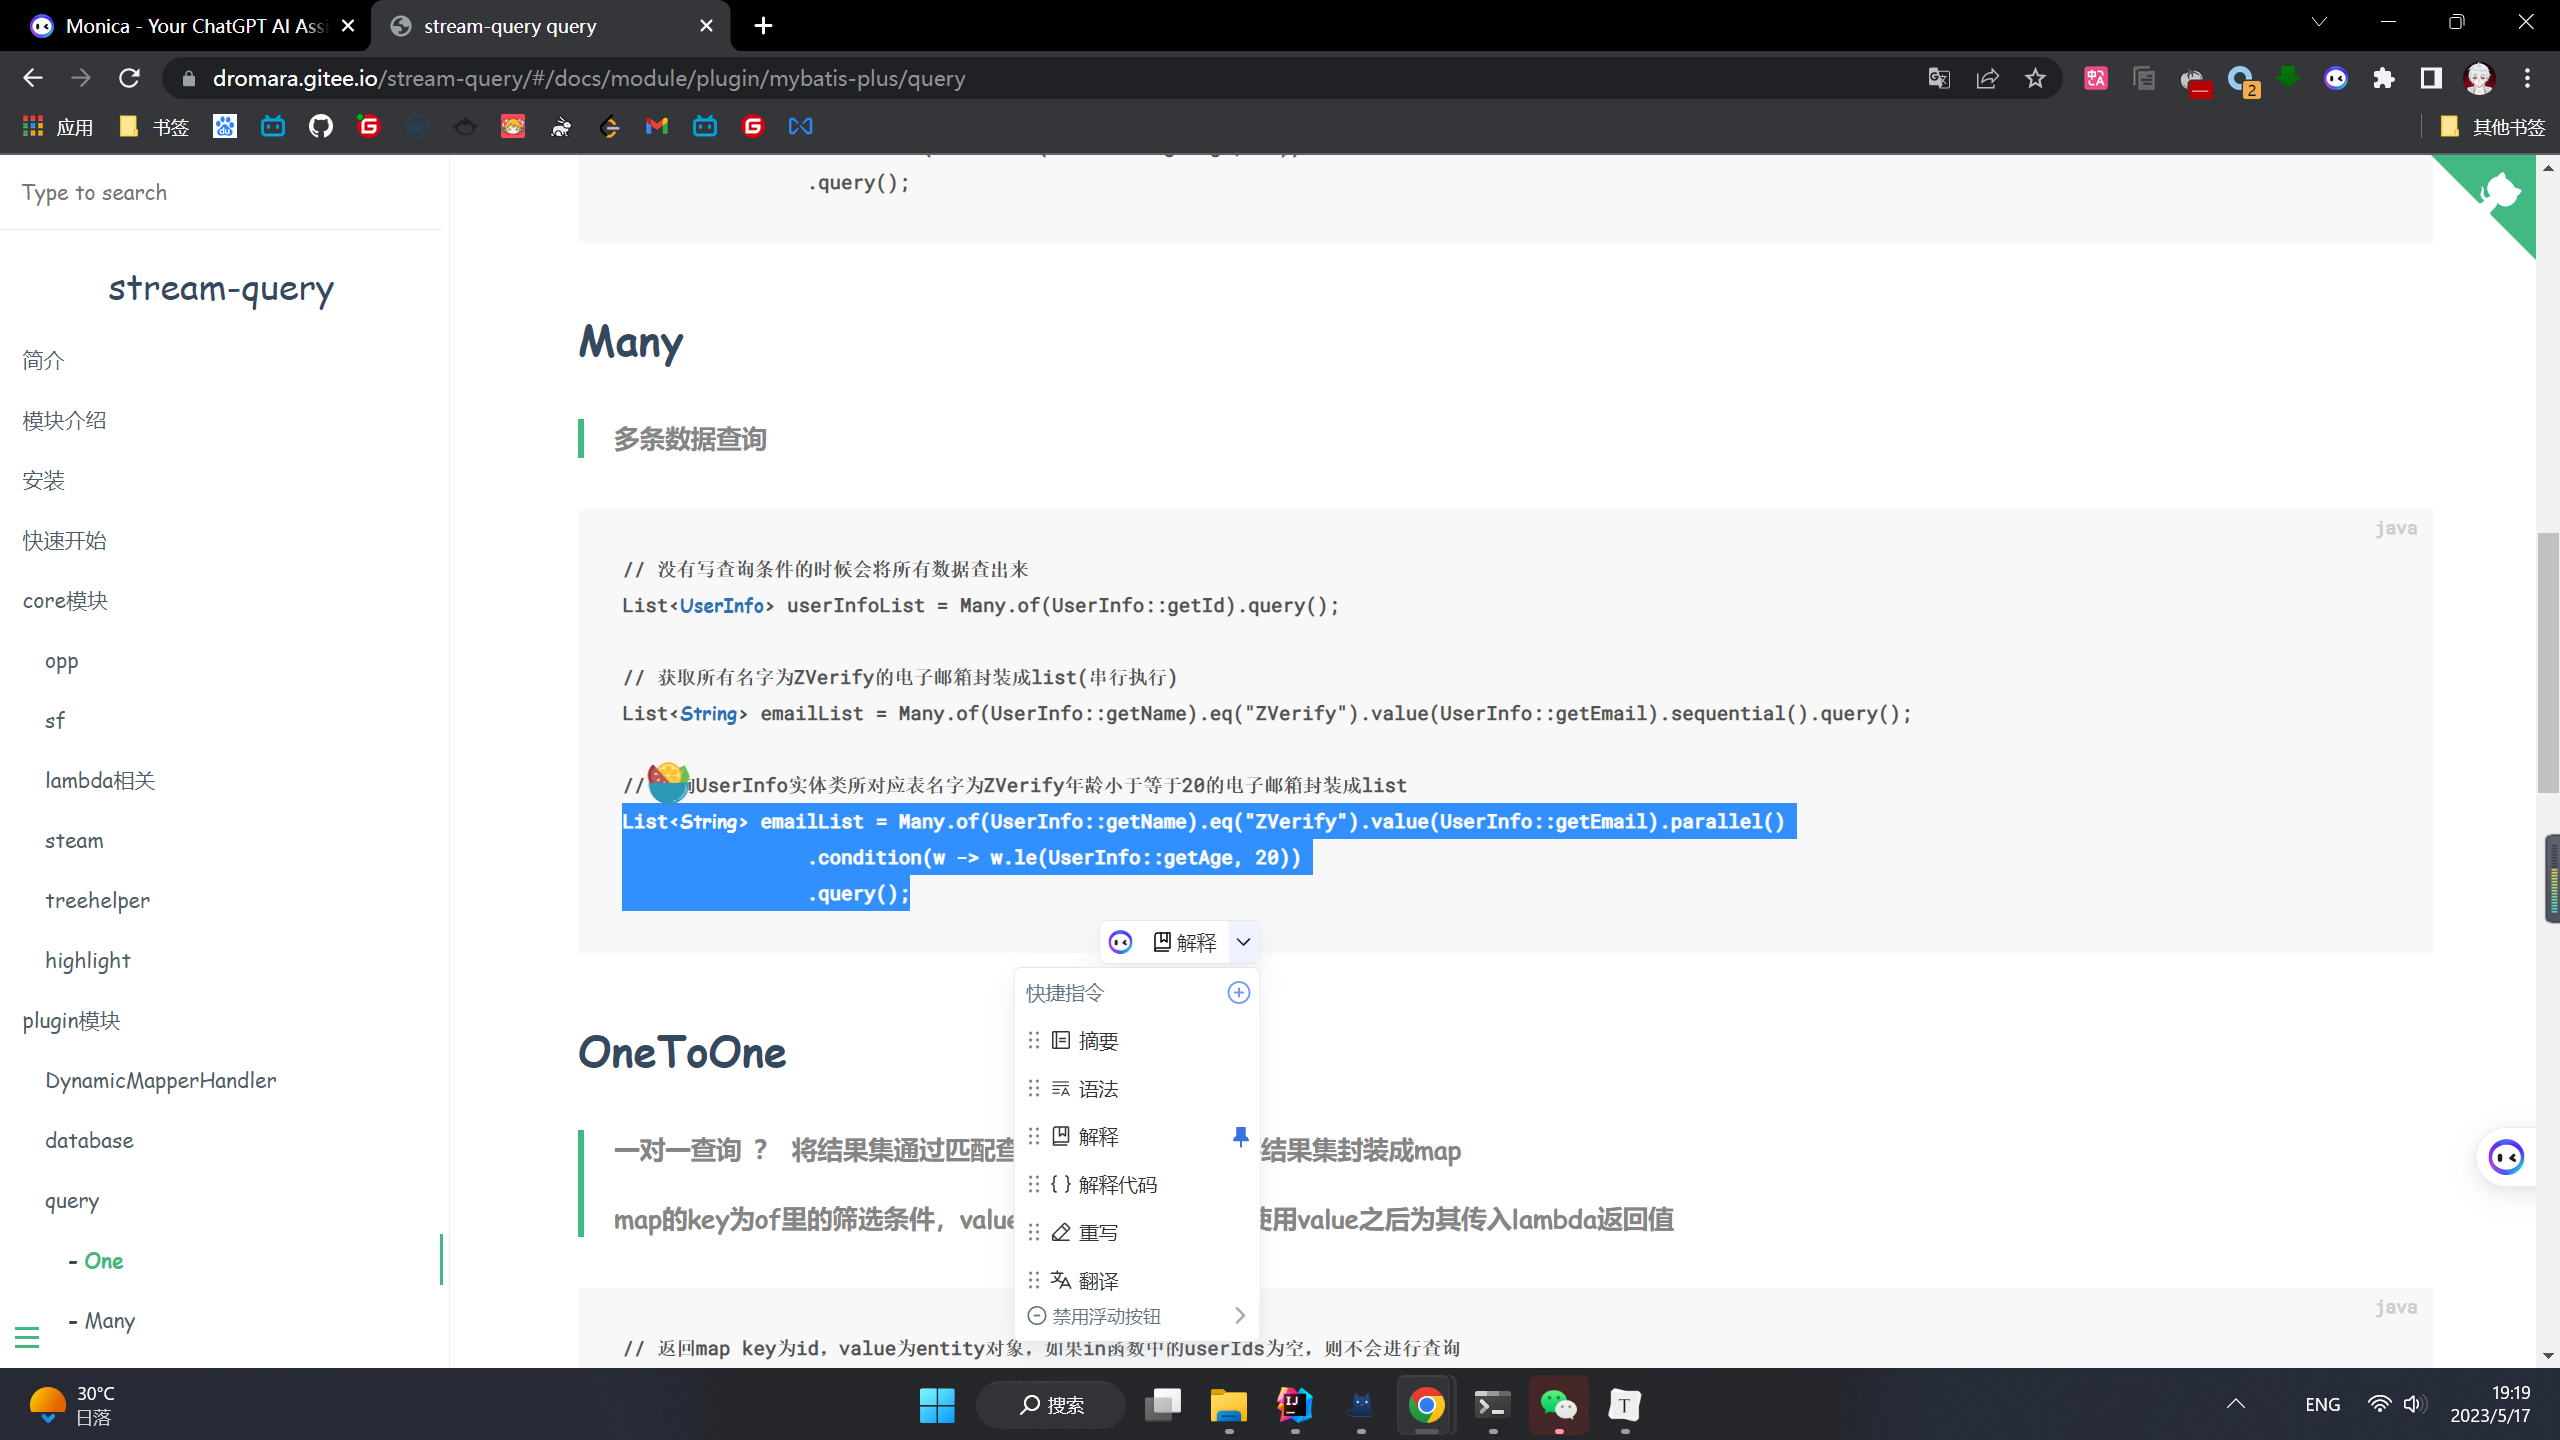 Monica - Your ChatGPT AI Assi
stream-query query
dromara.gitee.io/stream-query/#/docs/module/plugin/mybatis-plus/query
2
应用
书签
其他书签
Type to search
stream-query
简介
模块介绍
安装
快速开始
core模块
opp
sf
lambda相关
steam
treehelper
highlight
plugin模块
DynamicMapperHandler
database
query
- One
- Many
.query();
Many
多条数据查询
java
// 没有写查询条件的时候会将所有数据查出来
List<UserInfo> userInfoList = Many.of(UserInfo::getId).query();
// 获取所有名字为ZVerify的电子邮箱封装成list(串行执行)
List<String> emailList = Many.of(UserInfo::getName).eq("ZVerify").value(UserInfo::getEmail).sequential().query();
// UserInfo实体类所对应表名字为ZVerify年龄小于等于20的电子邮箱封装成list
List<String> emailList = Many.of(UserInfo::getName).eq("ZVerify").value(UserInfo::getEmail).parallel()
.condition(w -> w.le(UserInfo::getAge, 20))
.query();
解释
快捷指令
摘要
语法
解释
解释代码
重写
翻译
禁用浮动按钮
OneToOne
一对一查询 ？ 将结果集通过匹配查 结果集封装成map
map的key为of里的筛选条件，value 使用value之后为其传入lambda返回值
java
// 返回map key为id，value为entity对象，如果in函数中的userIds为空，则不会进行查询
30°C
日落
搜索
ENG
19:19
2023/5/17